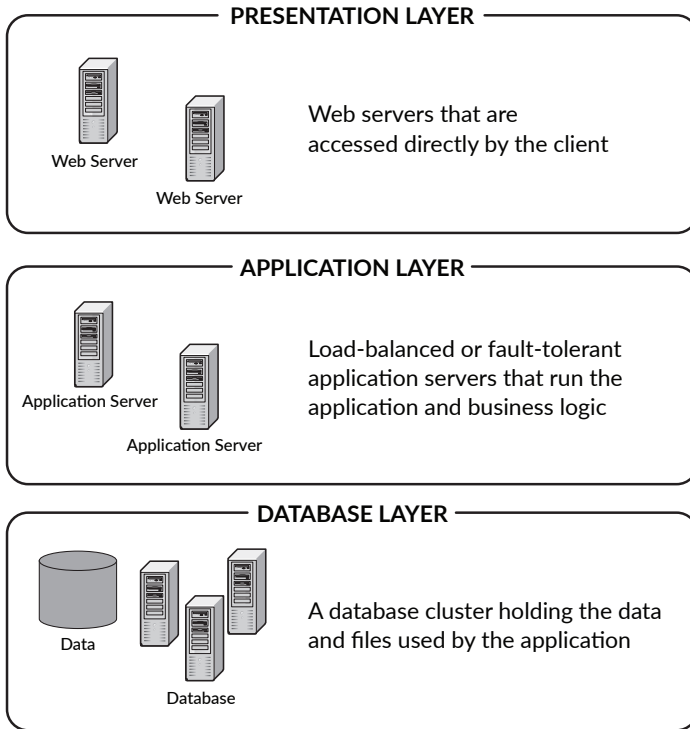 PRESENTATION LAYER
Web Server
Web Server
Web servers that are
accessed directly by the client
APPLICATION LAYER
Application Server
Application Server
Load-balanced or fault-tolerant
application servers that run the
application and business logic
DATABASE LAYER
Data
Database
A database cluster holding the data
and files used by the application